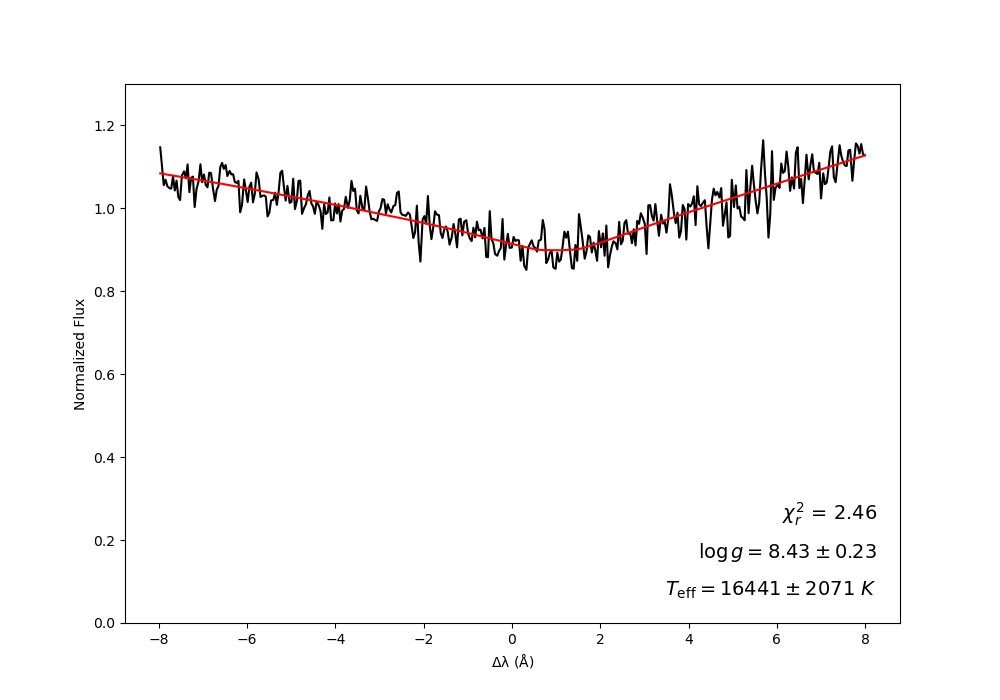 1.2
1.0
0.8
0.6
0.4
0.2
0.0
Normalized Flux
χ²ᵣ = 2.46
log g = 8.43 ± 0.23
T_eff = 16441 ± 2071 K
−8 −6 −4 −2 0 2 4 6 8
Δλ (Å)